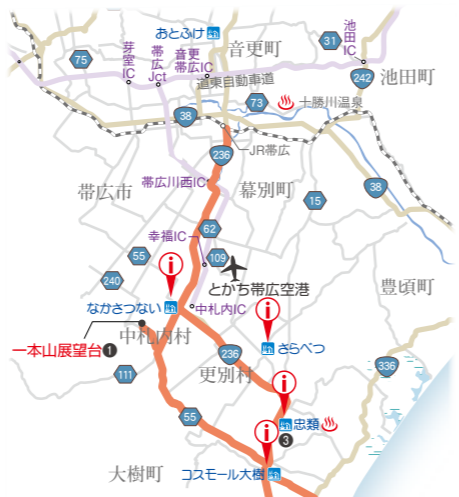 おとふけ
音更町
池田IC
31
75
芽室IC
帯広Jct
音更帯広IC
242
池田町
道東自動車道
73
十勝川温泉
38
JR帯広
236
帯広川西IC
帯広市
幕別町
38
15
62
幸福IC
55
109
豊頃町
240
とかち帯広空港
i
なかさつない
中札内IC
i
一本山展望台 1
中札内村
さらべつ
236
336
更別村
111
i
55
忠類
3
i
大樹町
コスモール大樹